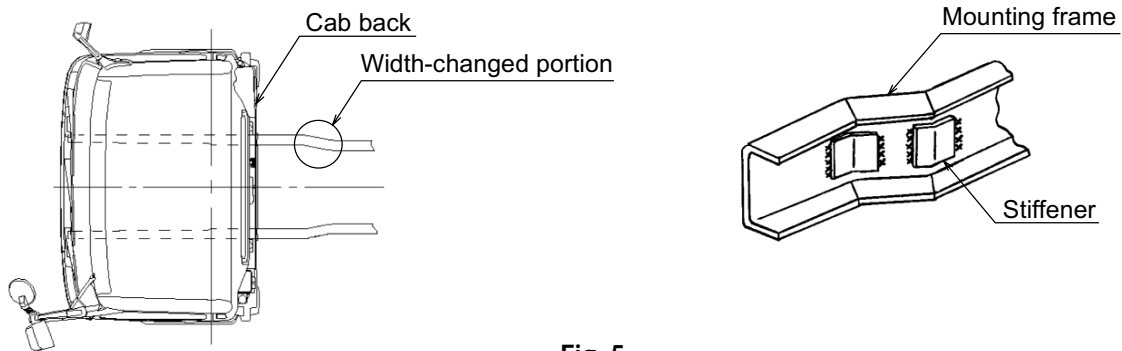 Cab back
Width-changed portion
Mounting frame
Stiffener
Fig. 5